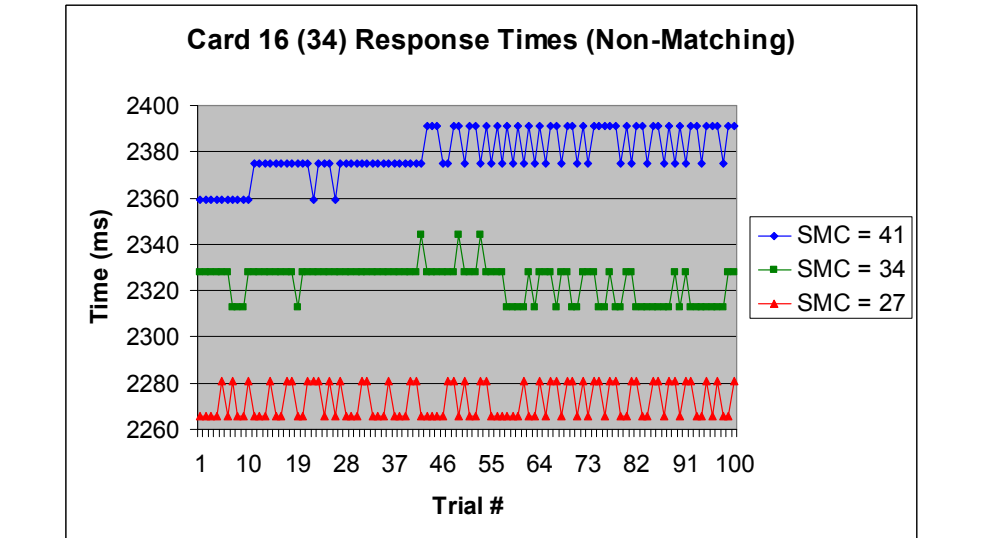 Card 16 (34) Response Times (Non-Matching)
2400
2380
2360
2340
2320
2300
2280
2260
Time (ms)
1 10 19 28 37 46 55 64 73 82 91 100
Trial #
SMC = 41
SMC = 34
SMC = 27